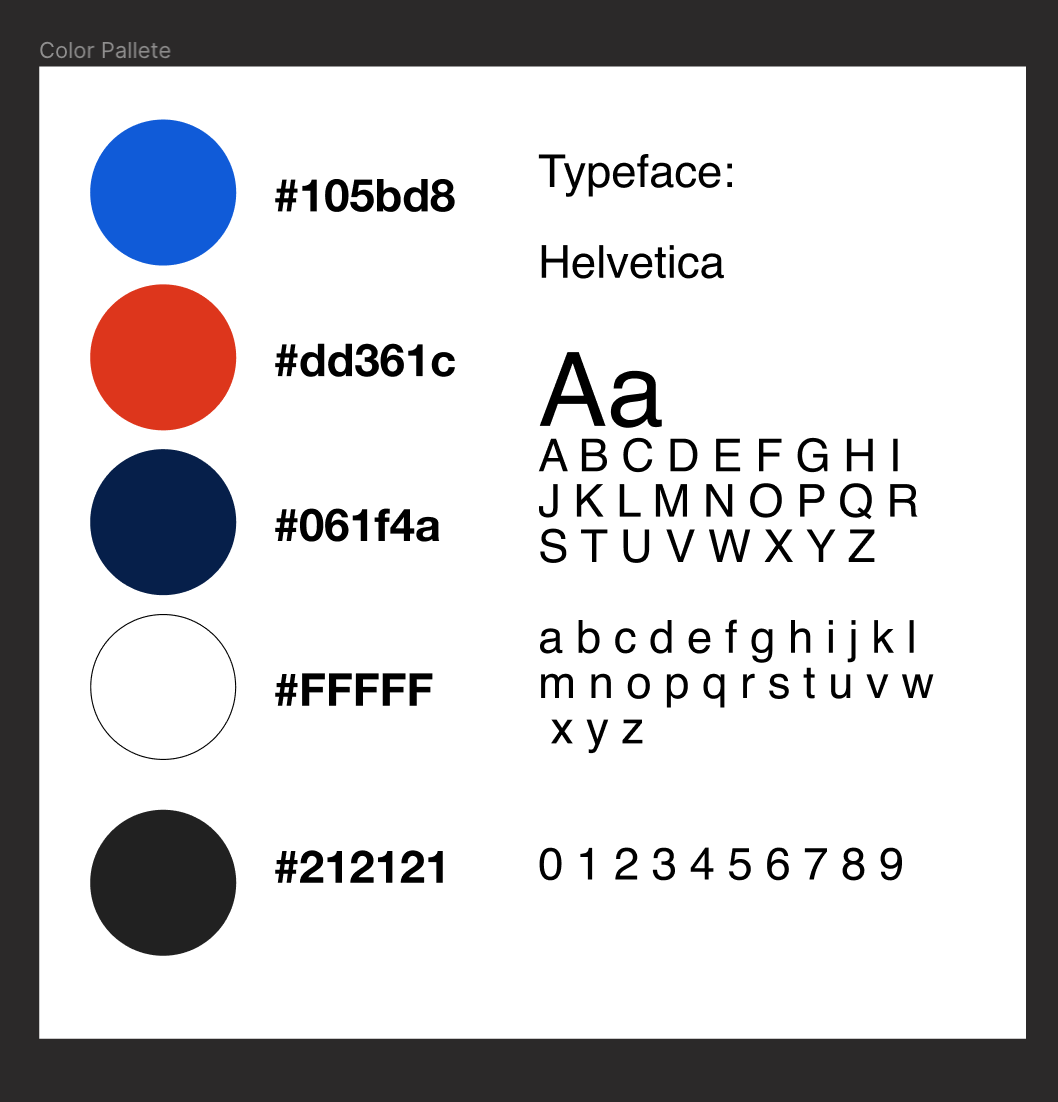 Color Pallete
#105bd8
#dd361c
#061f4a
#FFFFF
#212121
Typeface:
Helvetica
Aa
A B C D E F G H I
J K L M N O P Q R
S T U V W X Y Z
a b c d e f g h i j k l
m n o p q r s t u v w
x y z
0 1 2 3 4 5 6 7 8 9